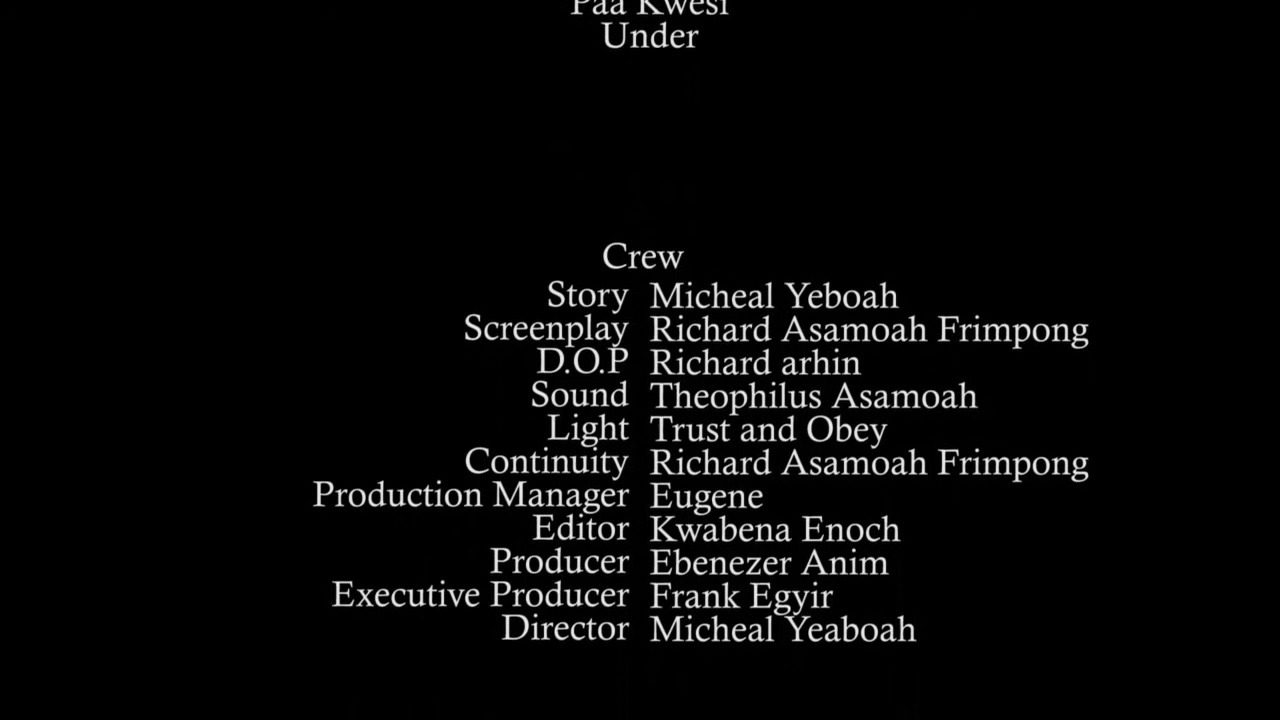 Paa Kwesi
Under
Crew
Story Micheal Yeboah
Screenplay Richard Asamoah Frimpong
D.O.P Richard arhin
Sound Theophilus Asamoah
Light Trust and Obey
Continuity Richard Asamoah Frimpong
Production Manager Eugene
Editor Kwabena Enoch
Producer Ebenezer Anim
Executive Producer Frank Egyir
Director Micheal Yeaboah